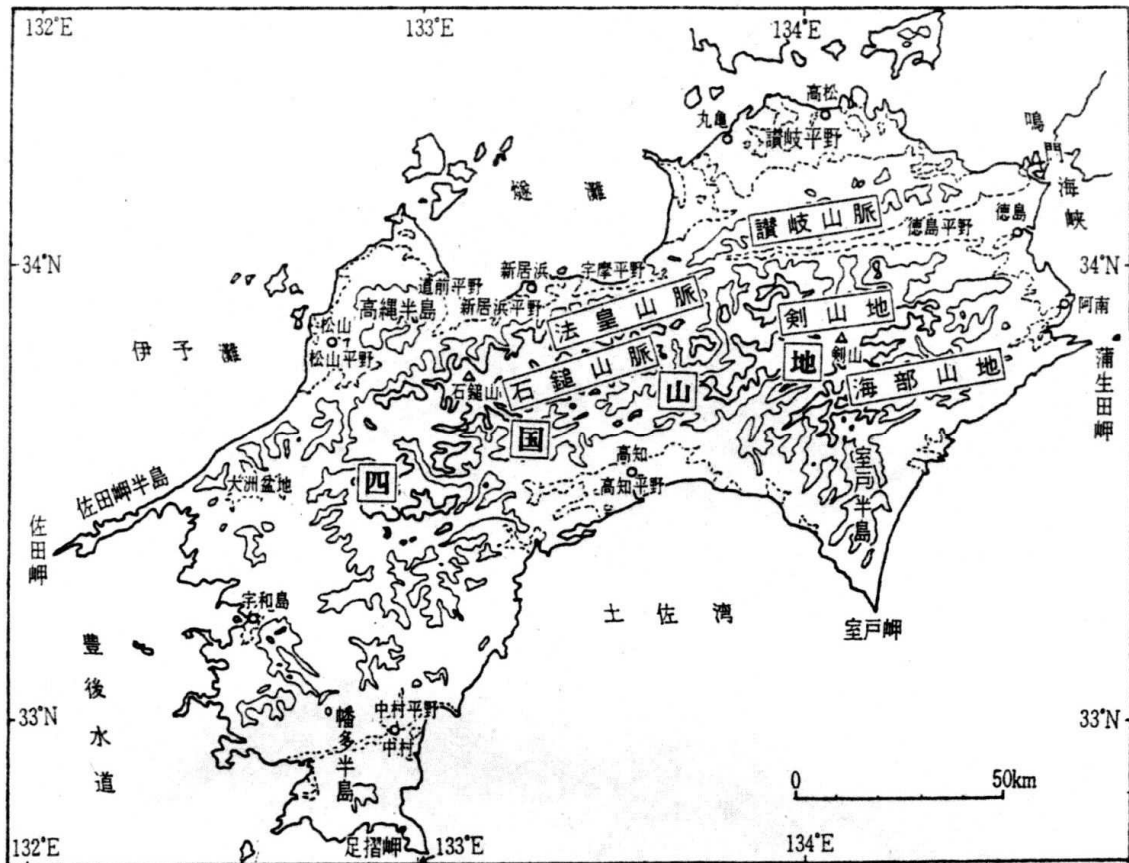 132°E
133°E
134°E
高松
丸亀
讃岐平野
鳴門海峡
燧灘
讃岐山脈
徳島平野
徳島
34°N
34°N
新居浜
宇摩平野
道前平野
新居浜平野
高縄半島
法皇山脈
剣山地
阿南
松山
松山平野
伊予灘
石鎚山
石鎚山脈
剣山
海部山地
蒲生田岬
四国山地
高知
高知平野
室戸半島
佐田岬半島
大洲盆地
佐田岬
宇和島
土佐湾
室戸岬
豊後水道
33°N
33°N
中村平野
中村
幡多半島
0
50km
足摺岬
132°E
133°E
134°E